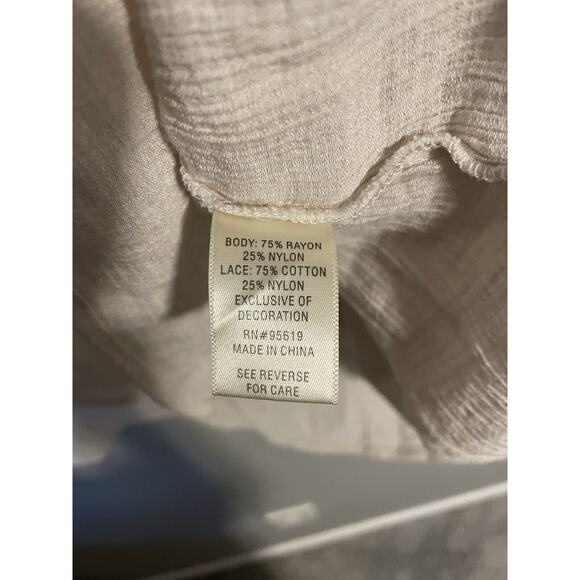 BODY: 75% RAYON
25% NYLON
LACE: 75% COTTON
25% NYLON
EXCLUSIVE OF
DECORATION
RN#95619
MADE IN CHINA
SEE REVERSE
FOR CARE